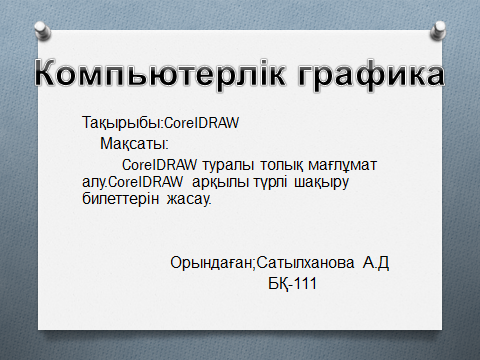 Компьютерлік графика
Тақырыбы:CorelDRAW
Мақсаты:
CorelDRAW туралы толық мағлұмат
алу.CorelDRAW арқылы түрлі шақыру
билеттерін жасау.
Орындаған;Сатылханова А.Д
БҚ-111